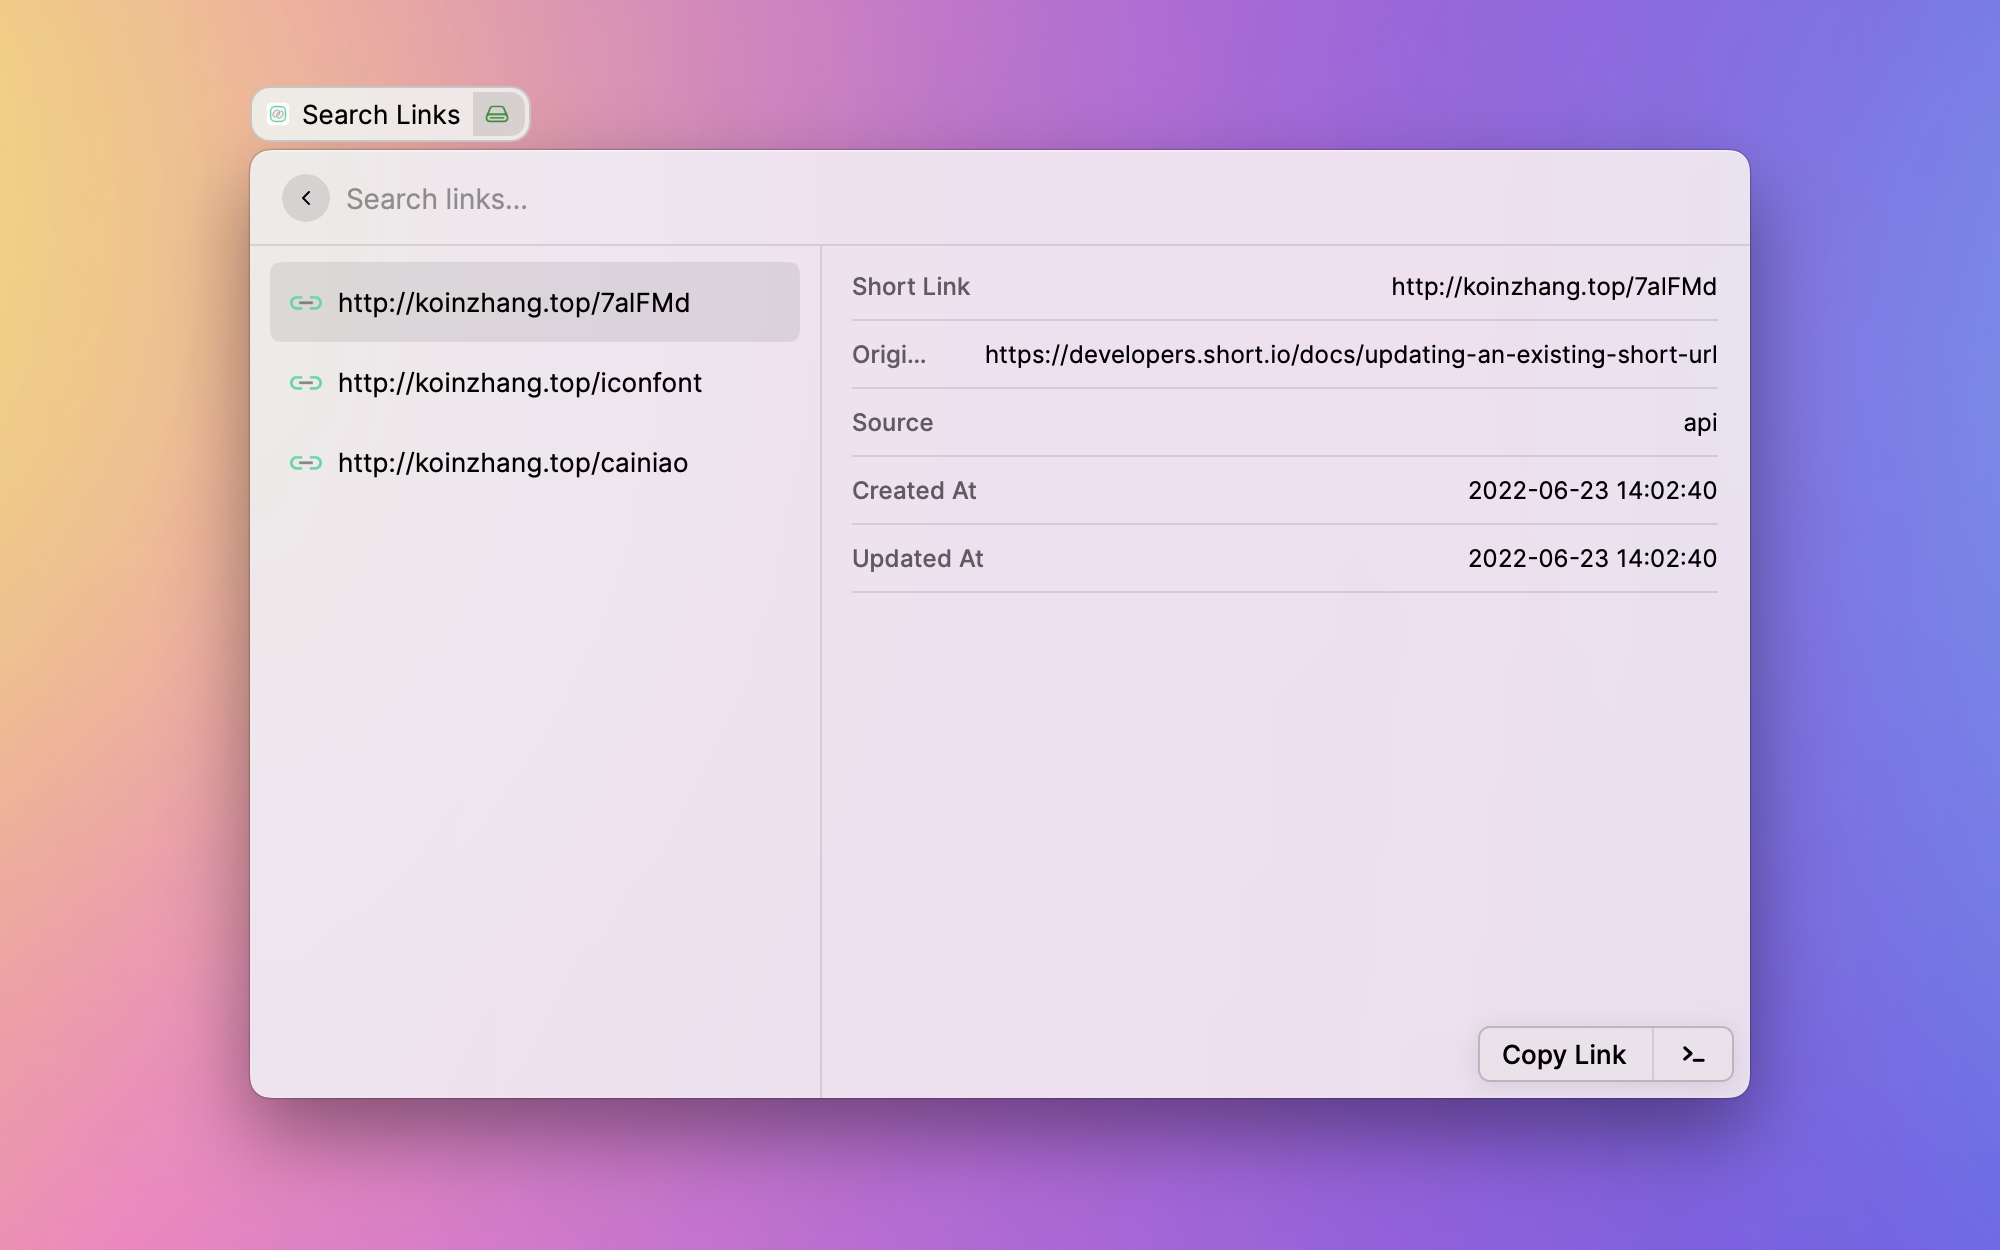 Search Links
Search links...
http://koinzhang.top/7alFMd
http://koinzhang.top/iconfont
http://koinzhang.top/cainiao
Short Link http://koinzhang.top/7alFMd
Origi... https://developers.short.io/docs/updating-an-existing-short-url
Source api
Created At 2022-06-23 14:02:40
Updated At 2022-06-23 14:02:40
Copy Link >_